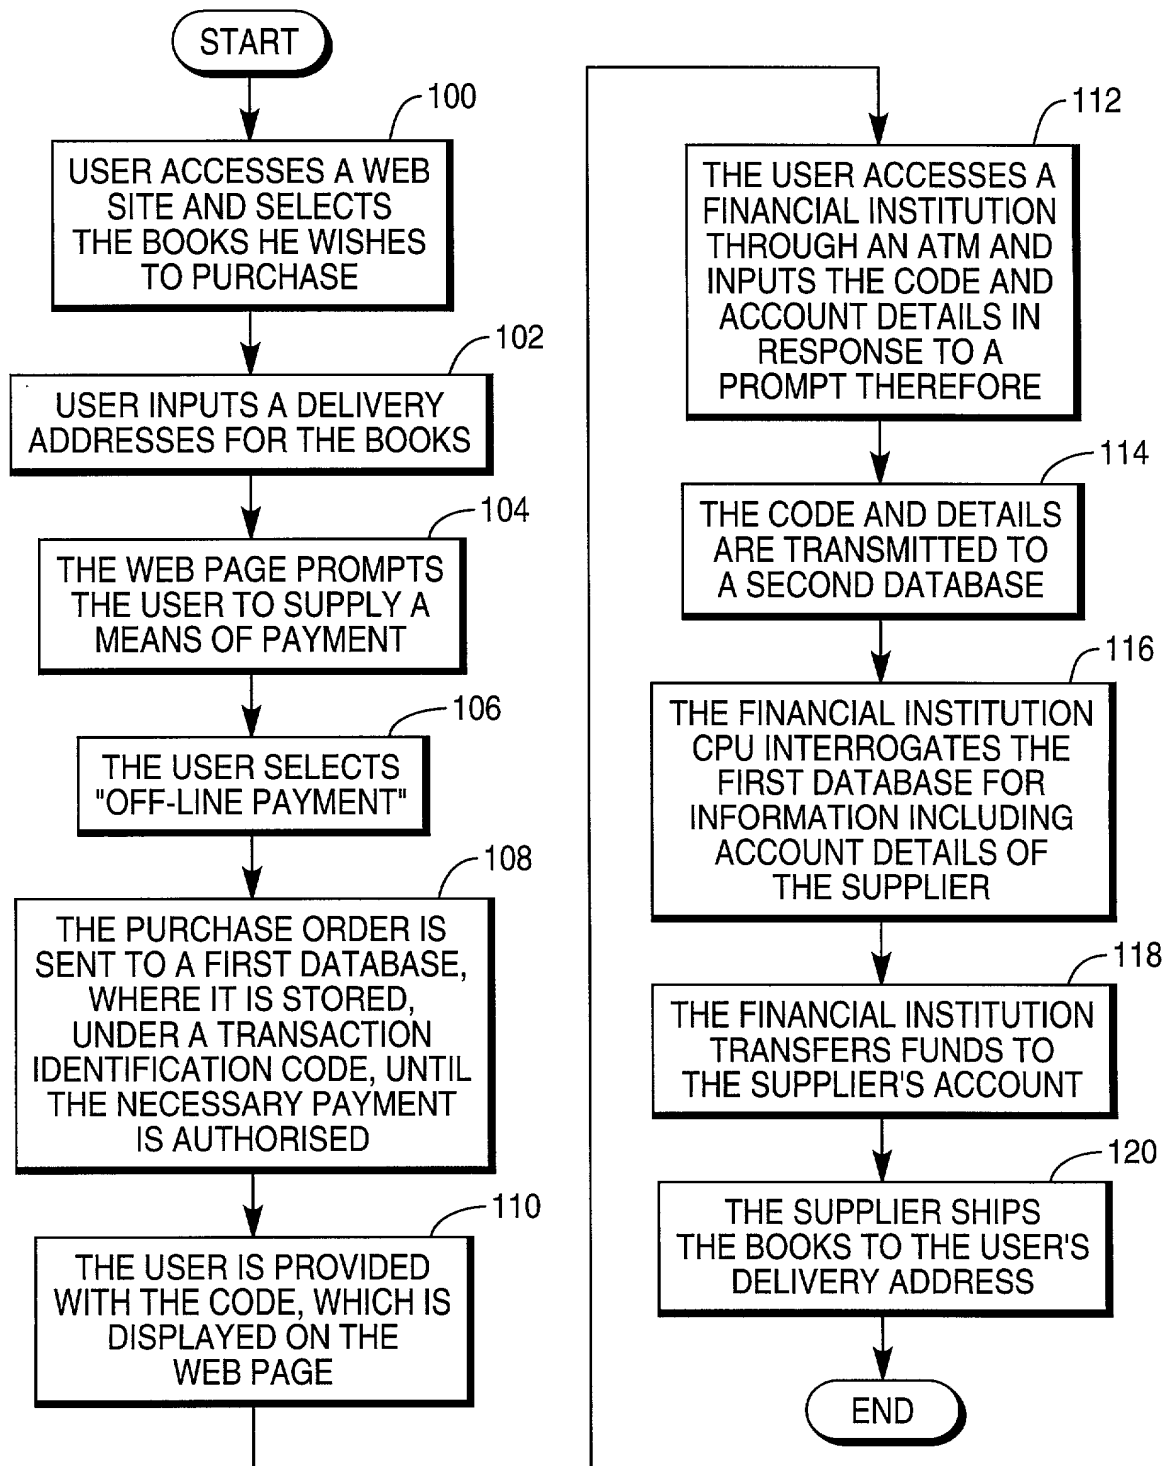 START
100
USER ACCESSES A WEB
SITE AND SELECTS
THE BOOKS HE WISHES
TO PURCHASE
102
USER INPUTS A DELIVERY
ADDRESSES FOR THE BOOKS
104
THE WEB PAGE PROMPTS
THE USER TO SUPPLY A
MEANS OF PAYMENT
106
THE USER SELECTS
"OFF-LINE PAYMENT"
108
THE PURCHASE ORDER IS
SENT TO A FIRST DATABASE,
WHERE IT IS STORED,
UNDER A TRANSACTION
IDENTIFICATION CODE, UNTIL
THE NECESSARY PAYMENT
IS AUTHORISED
110
THE USER IS PROVIDED
WITH THE CODE, WHICH IS
DISPLAYED ON THE
WEB PAGE
112
THE USER ACCESSES A
FINANCIAL INSTITUTION
THROUGH AN ATM AND
INPUTS THE CODE AND
ACCOUNT DETAILS IN
RESPONSE TO A
PROMPT THEREFORE
114
THE CODE AND DETAILS
ARE TRANSMITTED TO
A SECOND DATABASE
116
THE FINANCIAL INSTITUTION
CPU INTERROGATES THE
FIRST DATABASE FOR
INFORMATION INCLUDING
ACCOUNT DETAILS OF
THE SUPPLIER
118
THE FINANCIAL INSTITUTION
TRANSFERS FUNDS TO
THE SUPPLIER'S ACCOUNT
120
THE SUPPLIER SHIPS
THE BOOKS TO THE USER'S
DELIVERY ADDRESS
END